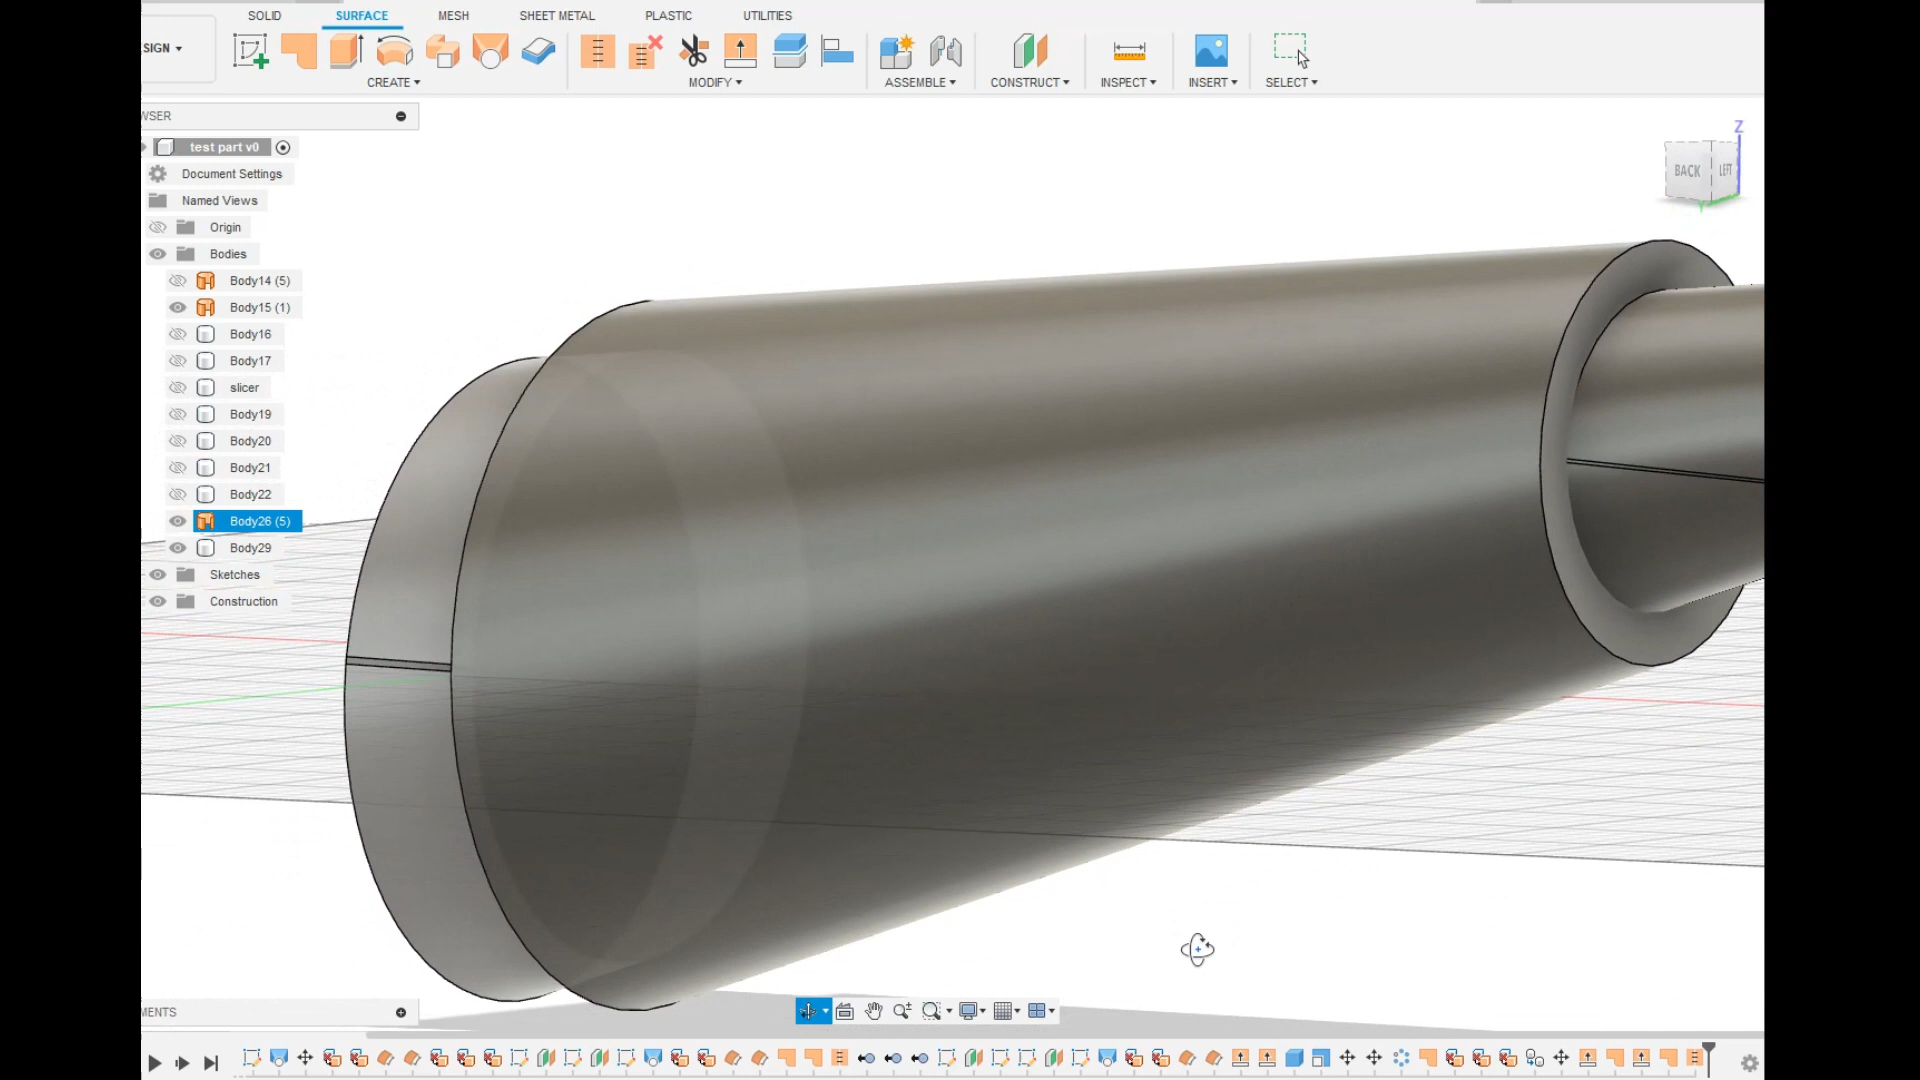 SOLID SURFACE MESH SHEET METAL PLASTIC UTILITIES
SIGN
CREATE MODIFY ASSEMBLE CONSTRUCT INSPECT INSERT SELECT
WSER
test part v0
Document Settings
Named Views
Origin
Bodies
Body14 (5)
Body15 (1)
Body16
Body17
slicer
Body19
Body20
Body21
Body22
Body26 (5)
Body29
Sketches
Construction
Z
BACK LEFT
Y
MENTS